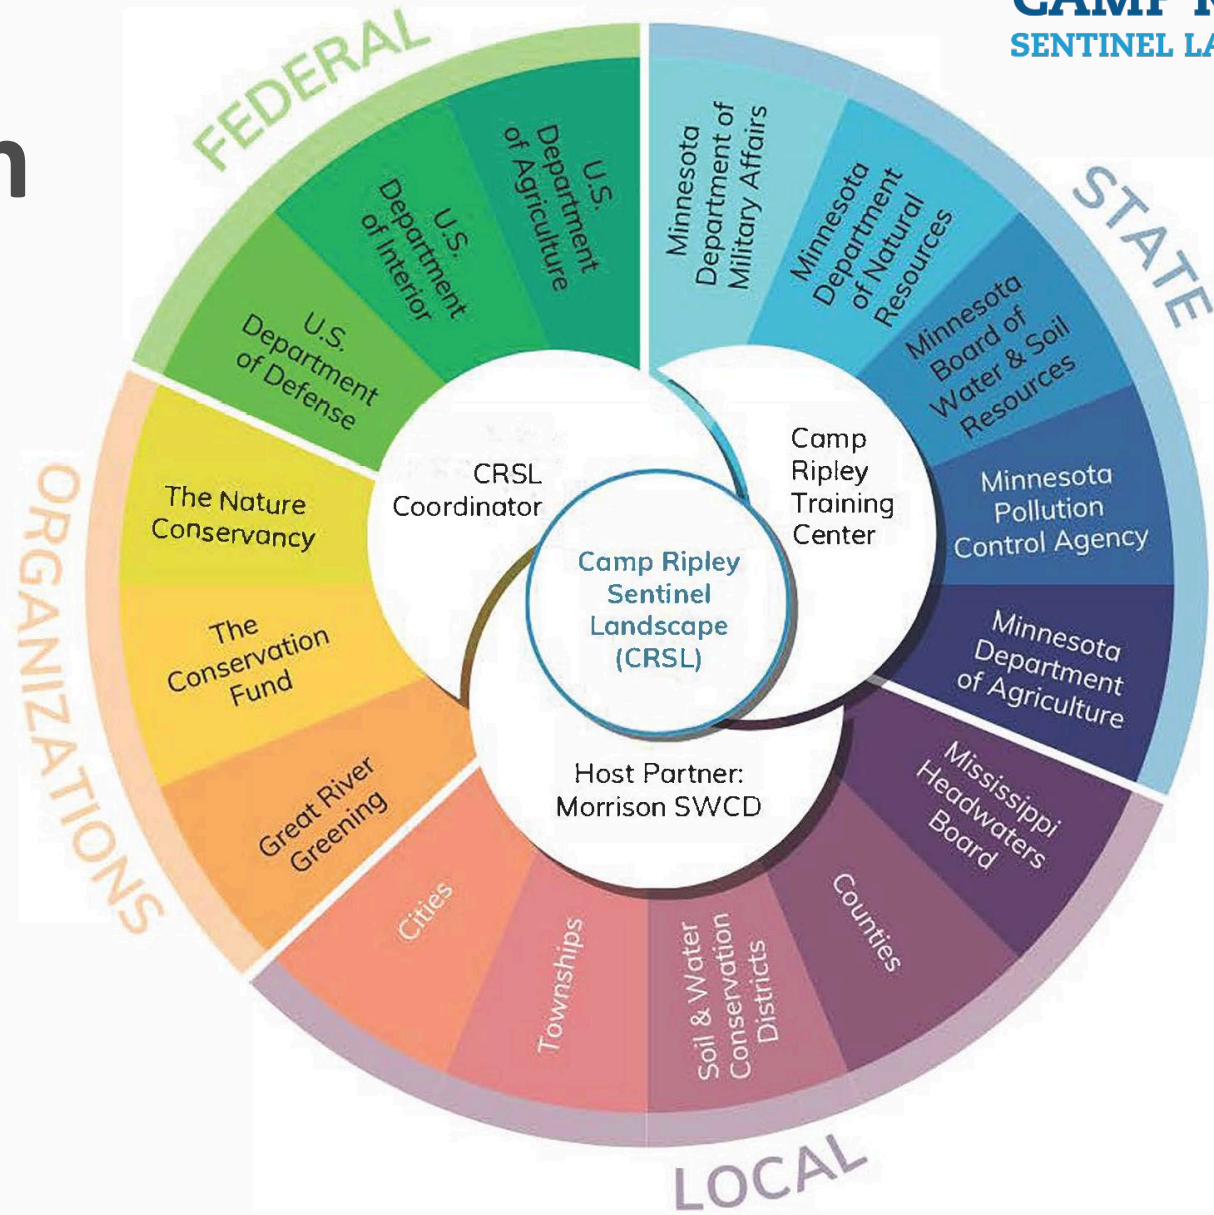 SENTINEL LA
FEDERAL
STATE
ORGANIZATIONS
LOCAL
U.S.
Department
of Agriculture
U.S.
Department
of Interior
U.S.
Department
of Defense
Minnesota
Department of
Military Affairs
Minnesota
Department
of Natural
Resources
Minnesota
Board of
Water & Soil
Resources
Minnesota
Pollution
Control Agency
Minnesota
Department
of Agriculture
Mississippi
Headwaters
Board
Counties
Soil & Water
Conservation
Districts
Townships
Cities
Great River
Greening
The
Conservation
Fund
The Nature
Conservancy
CRSL
Coordinator
Camp
Ripley
Training
Center
Camp Ripley
Sentinel
Landscape
(CRSL)
Host Partner:
Morrison SWCD